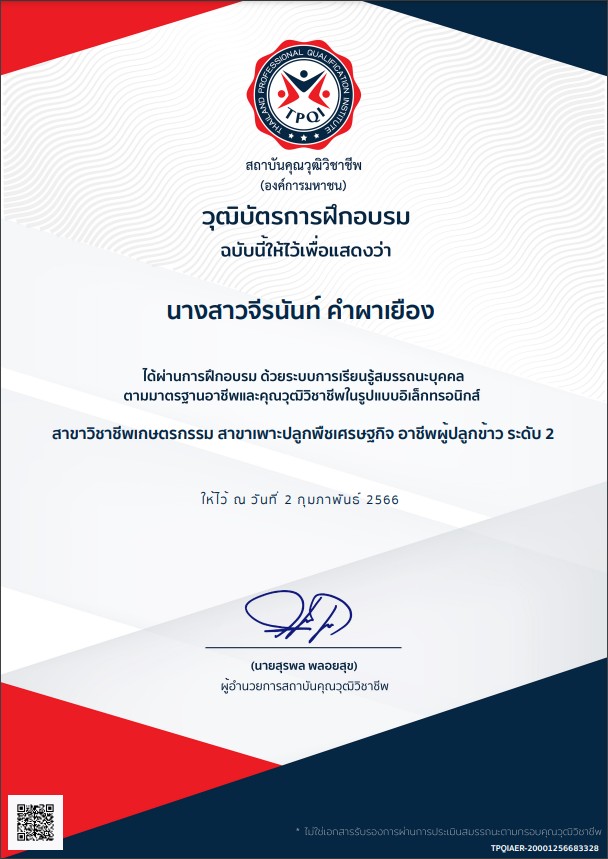 THAILAND PROFESSIONAL QUALIFICATION INSTITUTE
TPQI
สถาบันคุณวุฒิวิชาชีพ
(องค์การมหาชน)
วุฒิบัตรการฝึกอบรม
ฉบับนี้ให้ไว้เพื่อแสดงว่า
นางสาวจีรนันท์ คำผาเยือง
ได้ผ่านการฝึกอบรม ด้วยระบบการเรียนรู้สมรรถนะบุคคล
ตามมาตรฐานอาชีพและคุณวุฒิวิชาชีพในรูปแบบอิเล็กทรอนิกส์
สาขาวิชาชีพเกษตรกรรม สาขาเพาะปลูกพืชเศรษฐกิจ อาชีพผู้ปลูกข้าว ระดับ 2
ให้ไว้ ณ วันที่ 2 กุมภาพันธ์ 2566
(นายสุรพล พลอยสุข)
ผู้อำนวยการสถาบันคุณวุฒิวิชาชีพ
* ไม่ใช่เอกสารรับรองการผ่านการประเมินสมรรถนะตามกรอบคุณวุฒิวิชาชีพ
TPQIAER-20001256683328